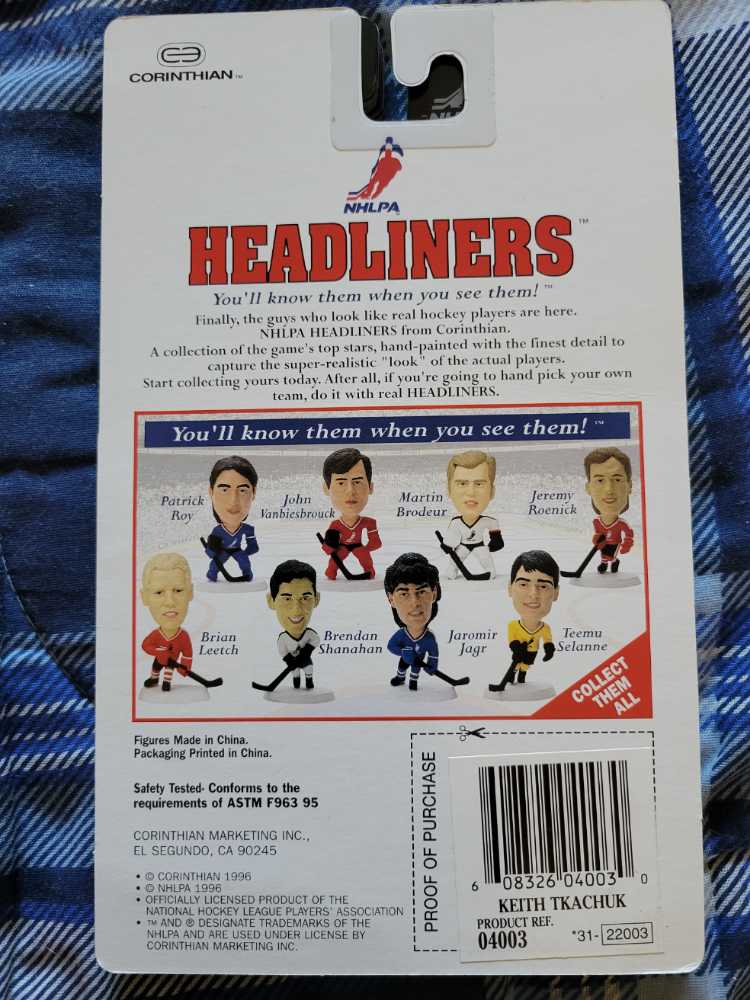 CORINTHIAN™
NHL
NHLPA
HEADLINERS™
You'll know them when you see them!™
Finally, the guys who look like real hockey players are here.
NHLPA HEADLINERS from Corinthian.
A collection of the game's top stars, hand-painted with the finest detail to
capture the super-realistic "look" of the actual players.
Start collecting yours today. After all, if you're going to hand pick your own
team, do it with real HEADLINERS.
You'll know them when you see them!™
Patrick
Roy
John
Vanbiesbrouck
Martin
Brodeur
Jeremy
Roenick
Brian
Leetch
Brendan
Shanahan
Jaromir
Jagr
Teemu
Selanne
COLLECT
THEM
ALL
Figures Made in China.
Packaging Printed in China.
Safety Tested- Conforms to the
requirements of ASTM F963 95
CORINTHIAN MARKETING INC.,
EL SEGUNDO, CA 90245
• © CORINTHIAN 1996
• © NHLPA 1996
• OFFICIALLY LICENSED PRODUCT OF THE
NATIONAL HOCKEY LEAGUE PLAYERS' ASSOCIATION
• ™ AND ® DESIGNATE TRADEMARKS OF THE
NHLPA AND ARE USED UNDER LICENSE BY
CORINTHIAN MARKETING INC.
PROOF OF PURCHASE
6 08326 04003 0
KEITH TKACHUK
PRODUCT REF.
04003 *31- 22003